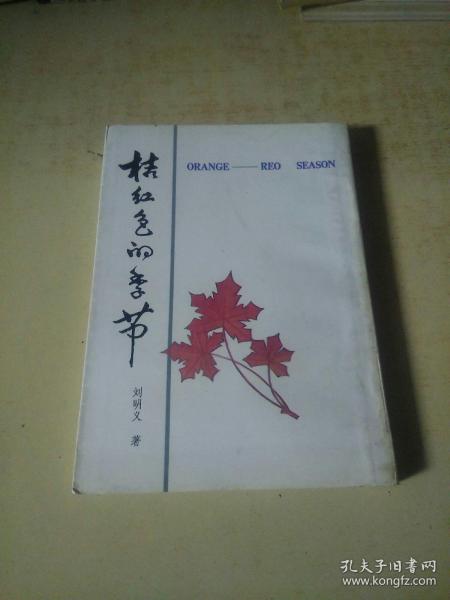 桔红色的季节
刘明义 著
ORANGE——REO SEASON
孔夫子旧书网
www.kongfz.com